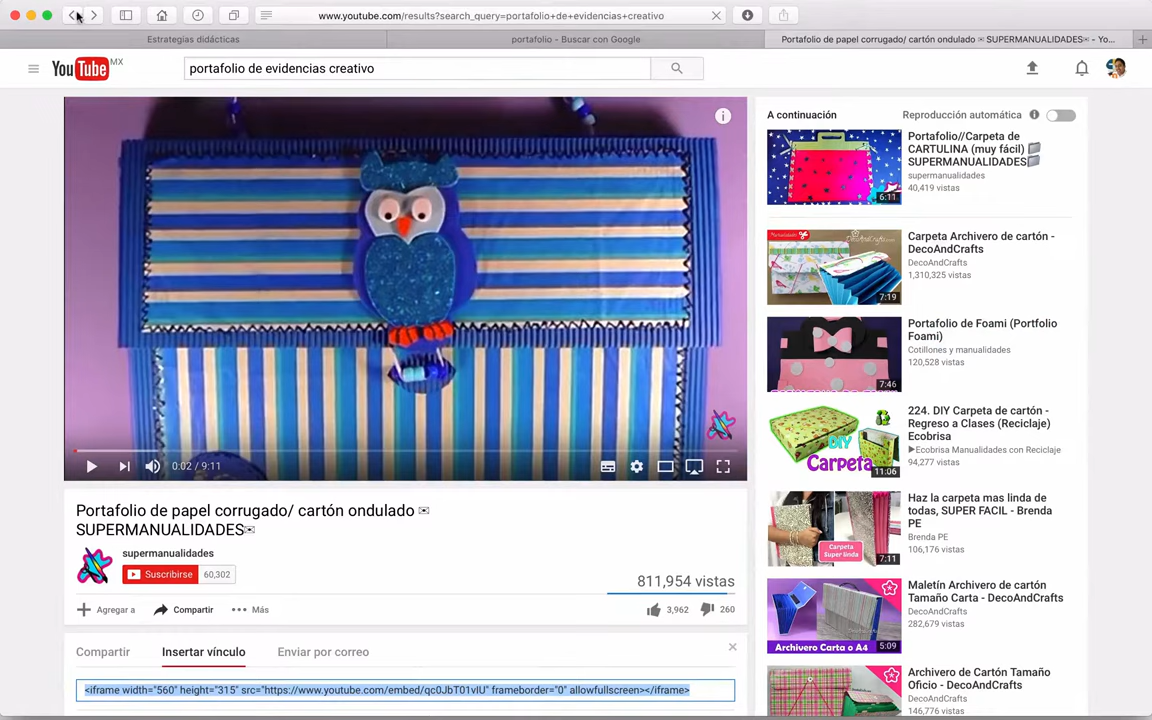 www.youtube.com/results?search_query=portafolio+de+evidencias+creativo
Estrategias didácticas
portafolio - Buscar con Google
Portafolio de papel corrugado/ cartón ondulado ✉ SUPERMANUALIDADES✉ - Yo...
YouTube MX
portafolio de evidencias creativo
0:02 / 9:11
Portafolio de papel corrugado/ cartón ondulado ✉
SUPERMANUALIDADES✉
supermanualidades
Suscribirse 60,302
811,954 vistas
Agregar a Compartir Más
3,962 260
Compartir Insertar vínculo Enviar por correo
<iframe width="560" height="315" src="https://www.youtube.com/embed/qc0JbT01vIU" frameborder="0" allowfullscreen></iframe>
A continuación Reproducción automática
Portafolio//Carpeta de
CARTULINA (muy fácil)
SUPERMANUALIDADES
supermanualidades
40,419 vistas
6:11
Carpeta Archivero de cartón -
DecoAndCrafts
DecoAndCrafts
1,310,325 vistas
7:19
Portafolio de Foami (Portfolio
Foami)
Cotillones y manualidades
120,528 vistas
7:46
224. DIY Carpeta de cartón -
Regreso a Clases (Reciclaje)
Ecobrisa
▶Ecobrisa Manualidades con Reciclaje
94,277 vistas
DIY
Carpeta
11:06
Haz la carpeta mas linda de
todas, SUPER FACIL - Brenda
PE
Brenda PE
106,176 vistas
Carpeta
Super linda
7:11
Maletín Archivero de cartón
Tamaño Carta - DecoAndCrafts
DecoAndCrafts
282,679 vistas
Archivero Carta o A4
5:09
Archivero de Cartón Tamaño
Oficio - DecoAndCrafts
DecoAndCrafts
146,776 vistas